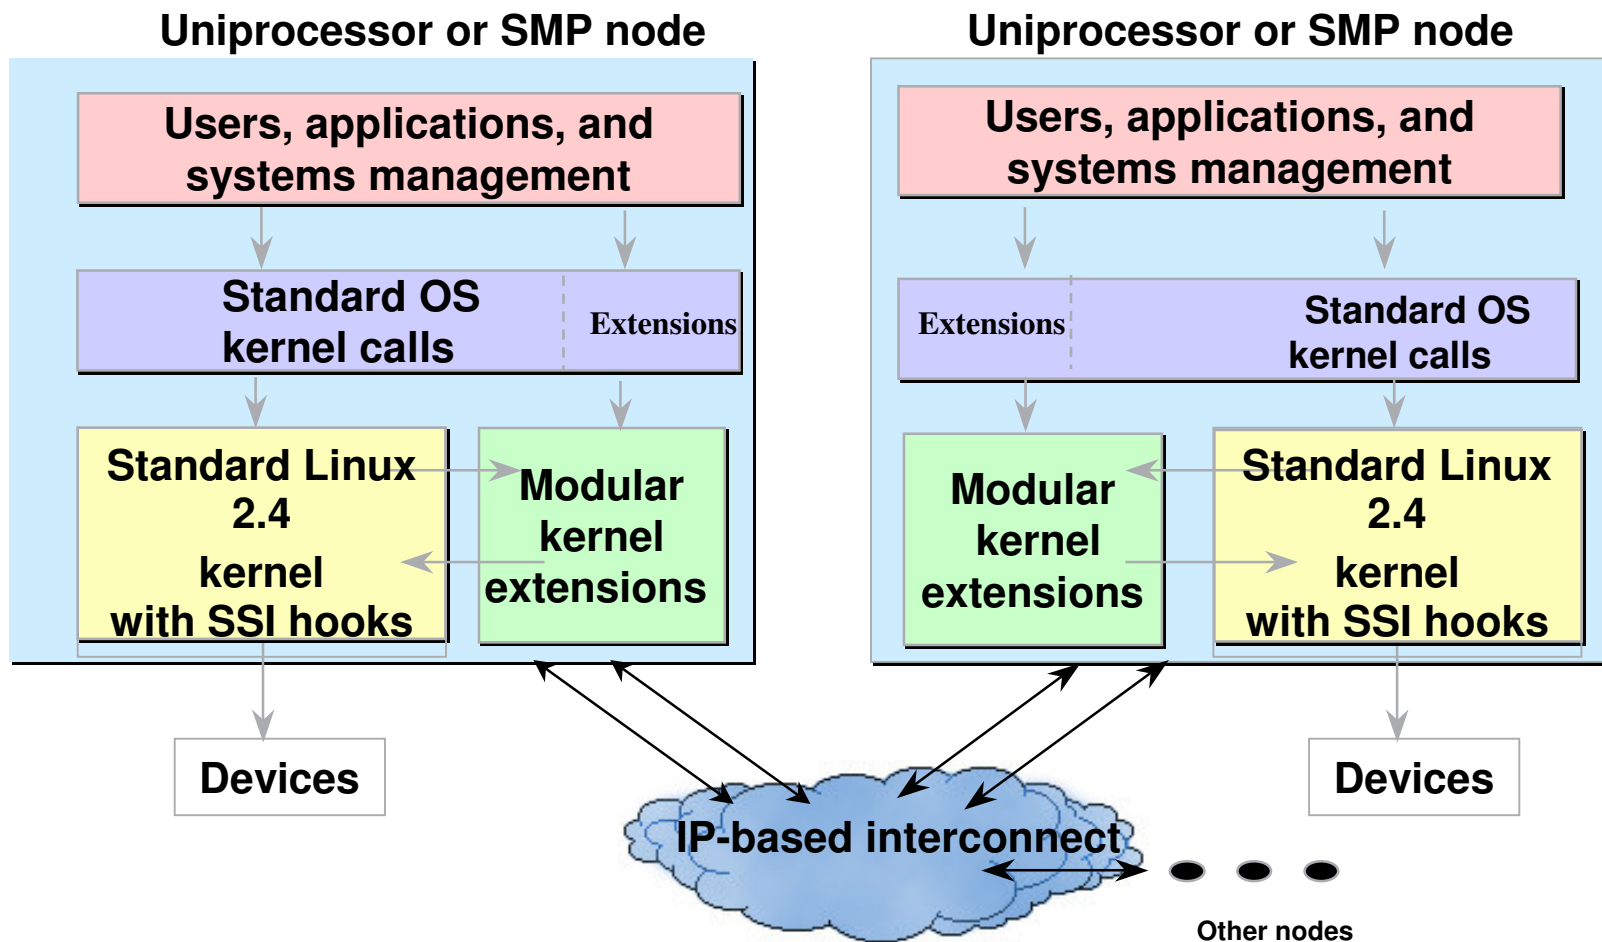 Uniprocessor or SMP node
Users, applications, and
systems management
Standard OS
kernel calls
Extensions
Standard Linux
2.4
kernel
with SSI hooks
Modular
kernel
extensions
Devices
Uniprocessor or SMP node
Users, applications, and
systems management
Extensions
Standard OS
kernel calls
Modular
kernel
extensions
Standard Linux
2.4
kernel
with SSI hooks
Devices
IP-based interconnect
Other nodes